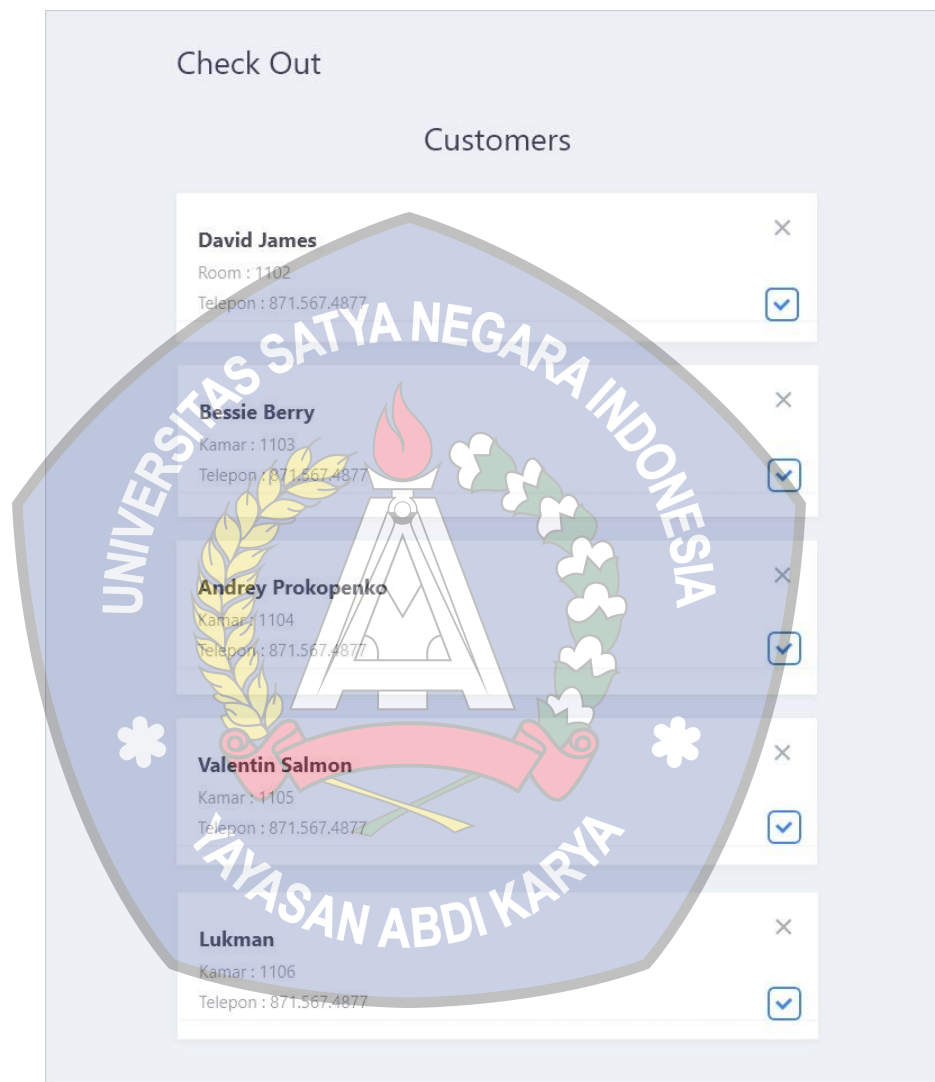 Check Out
Customers
David James
Room : 1102
Telepon : 871.567.4877
Bessie Berry
Kamar : 1103
Telepon : 871.567.4877
Andrey Prokopenko
Kamar : 1104
Telepon : 871.567.4877
Valentin Salmon
Kamar : 1105
Telepon : 871.567.4877
Lukman
Kamar : 1106
Telepon : 871.567.4877
UNIVERSITAS SATYA NEGARA INDONESIA
YAYASAN ABDI KARYA